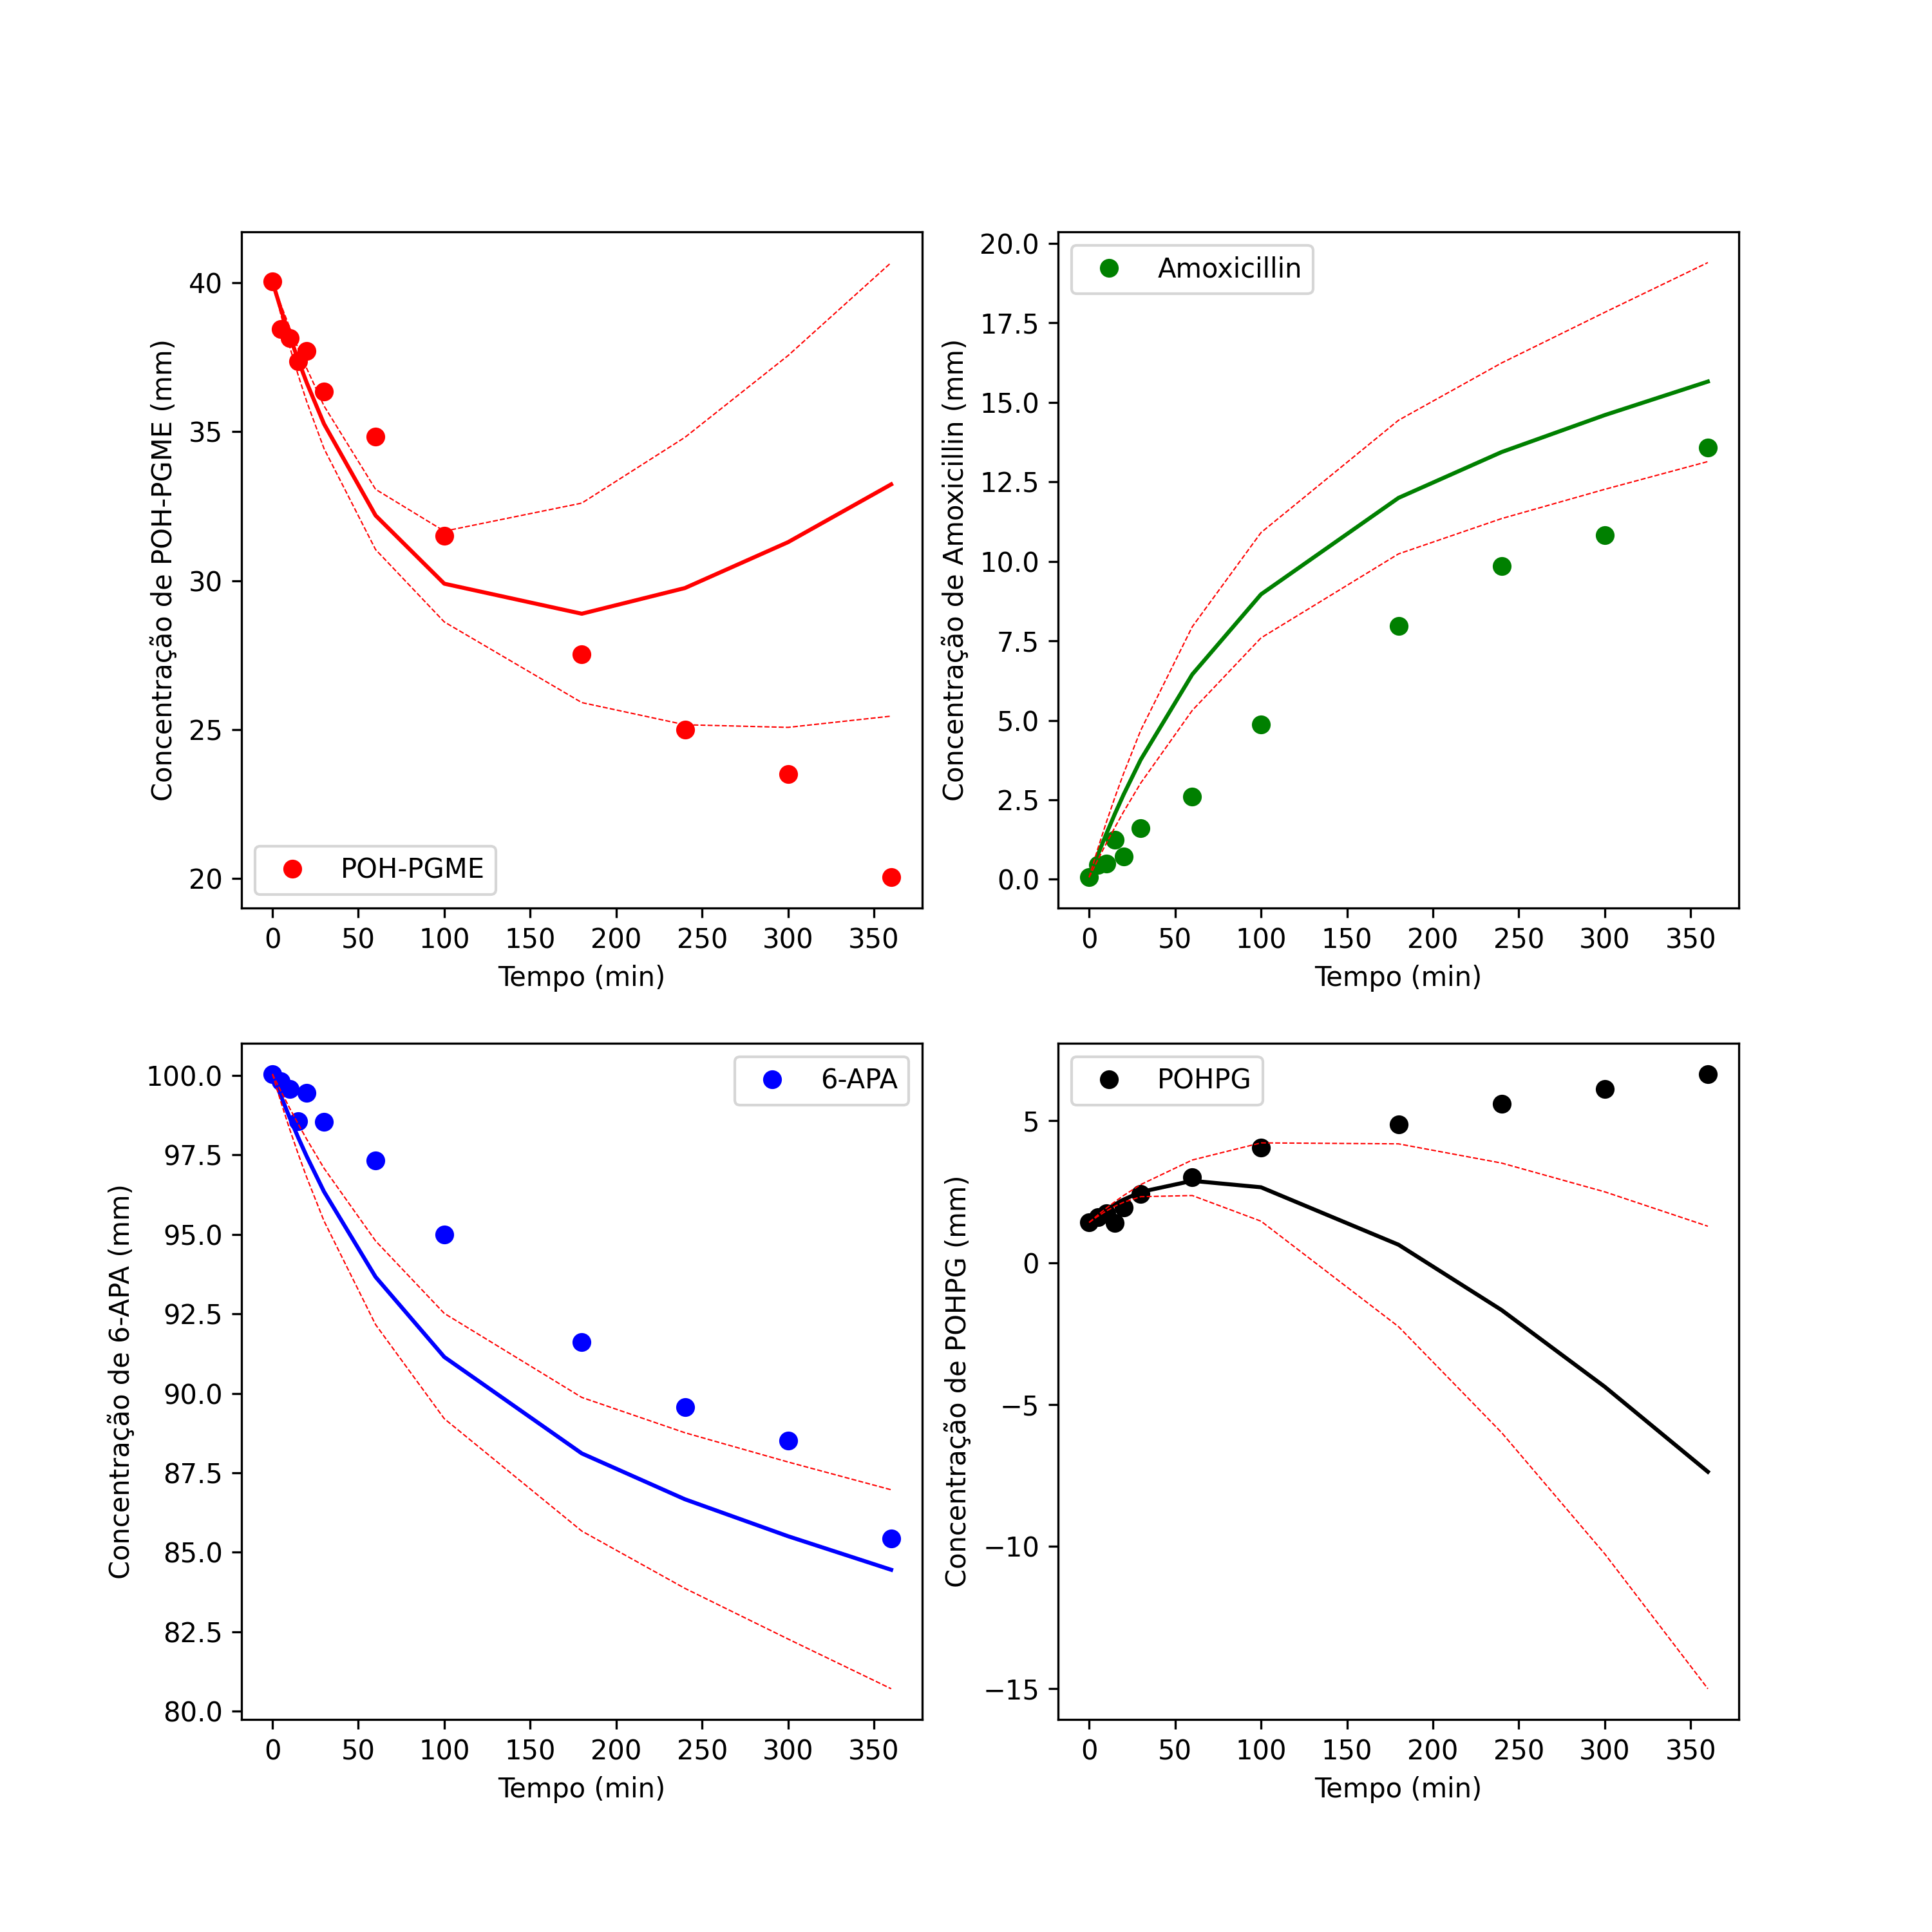 Concentração de POH-PGME (mm)
40
35
30
25
20
POH-PGME
0 50 100 150 200 250 300 350
Tempo (min)
Concentração de Amoxicillin (mm)
20.0
17.5
15.0
12.5
10.0
7.5
5.0
2.5
0.0
Amoxicillin
0 50 100 150 200 250 300 350
Tempo (min)
Concentração de 6-APA (mm)
100.0
97.5
95.0
92.5
90.0
87.5
85.0
82.5
80.0
6-APA
0 50 100 150 200 250 300 350
Tempo (min)
Concentração de POHPG (mm)
5
0
−5
−10
−15
POHPG
0 50 100 150 200 250 300 350
Tempo (min)